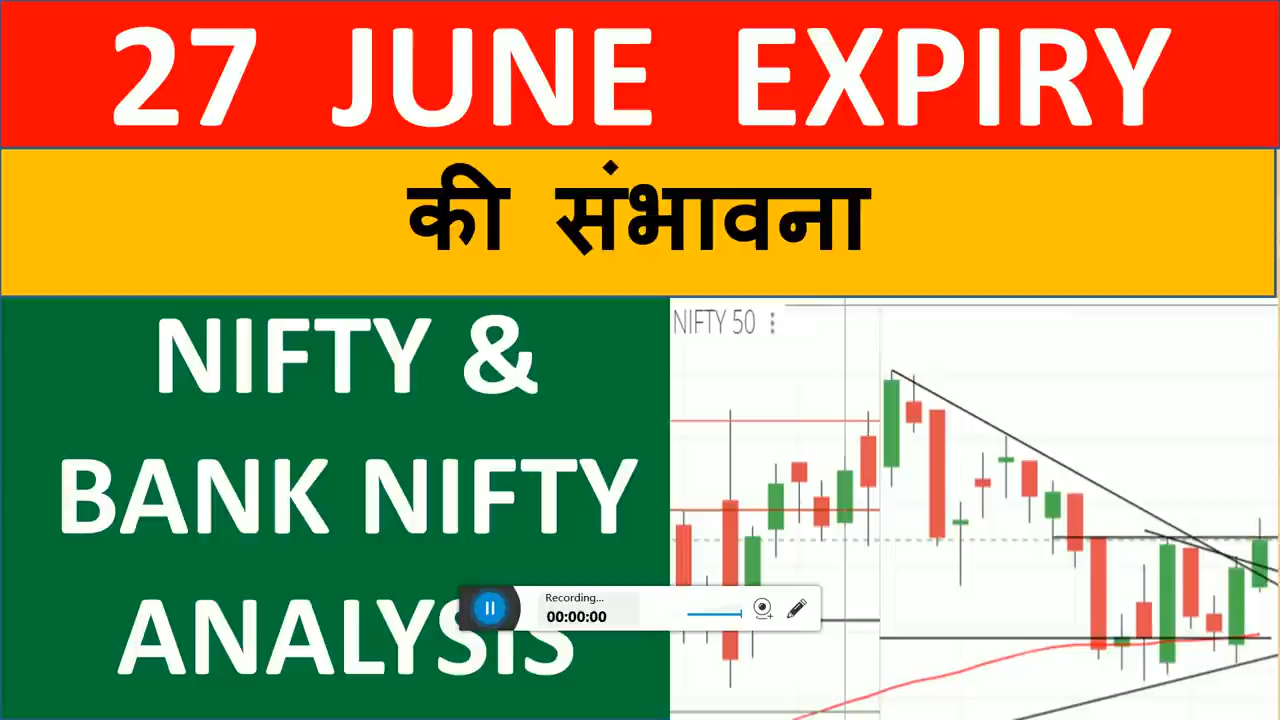 27 JUNE EXPIRY
की संभावना
NIFTY &
BANK NIFTY
ANALYSIS
NIFTY 50
Recording...
00:00:00